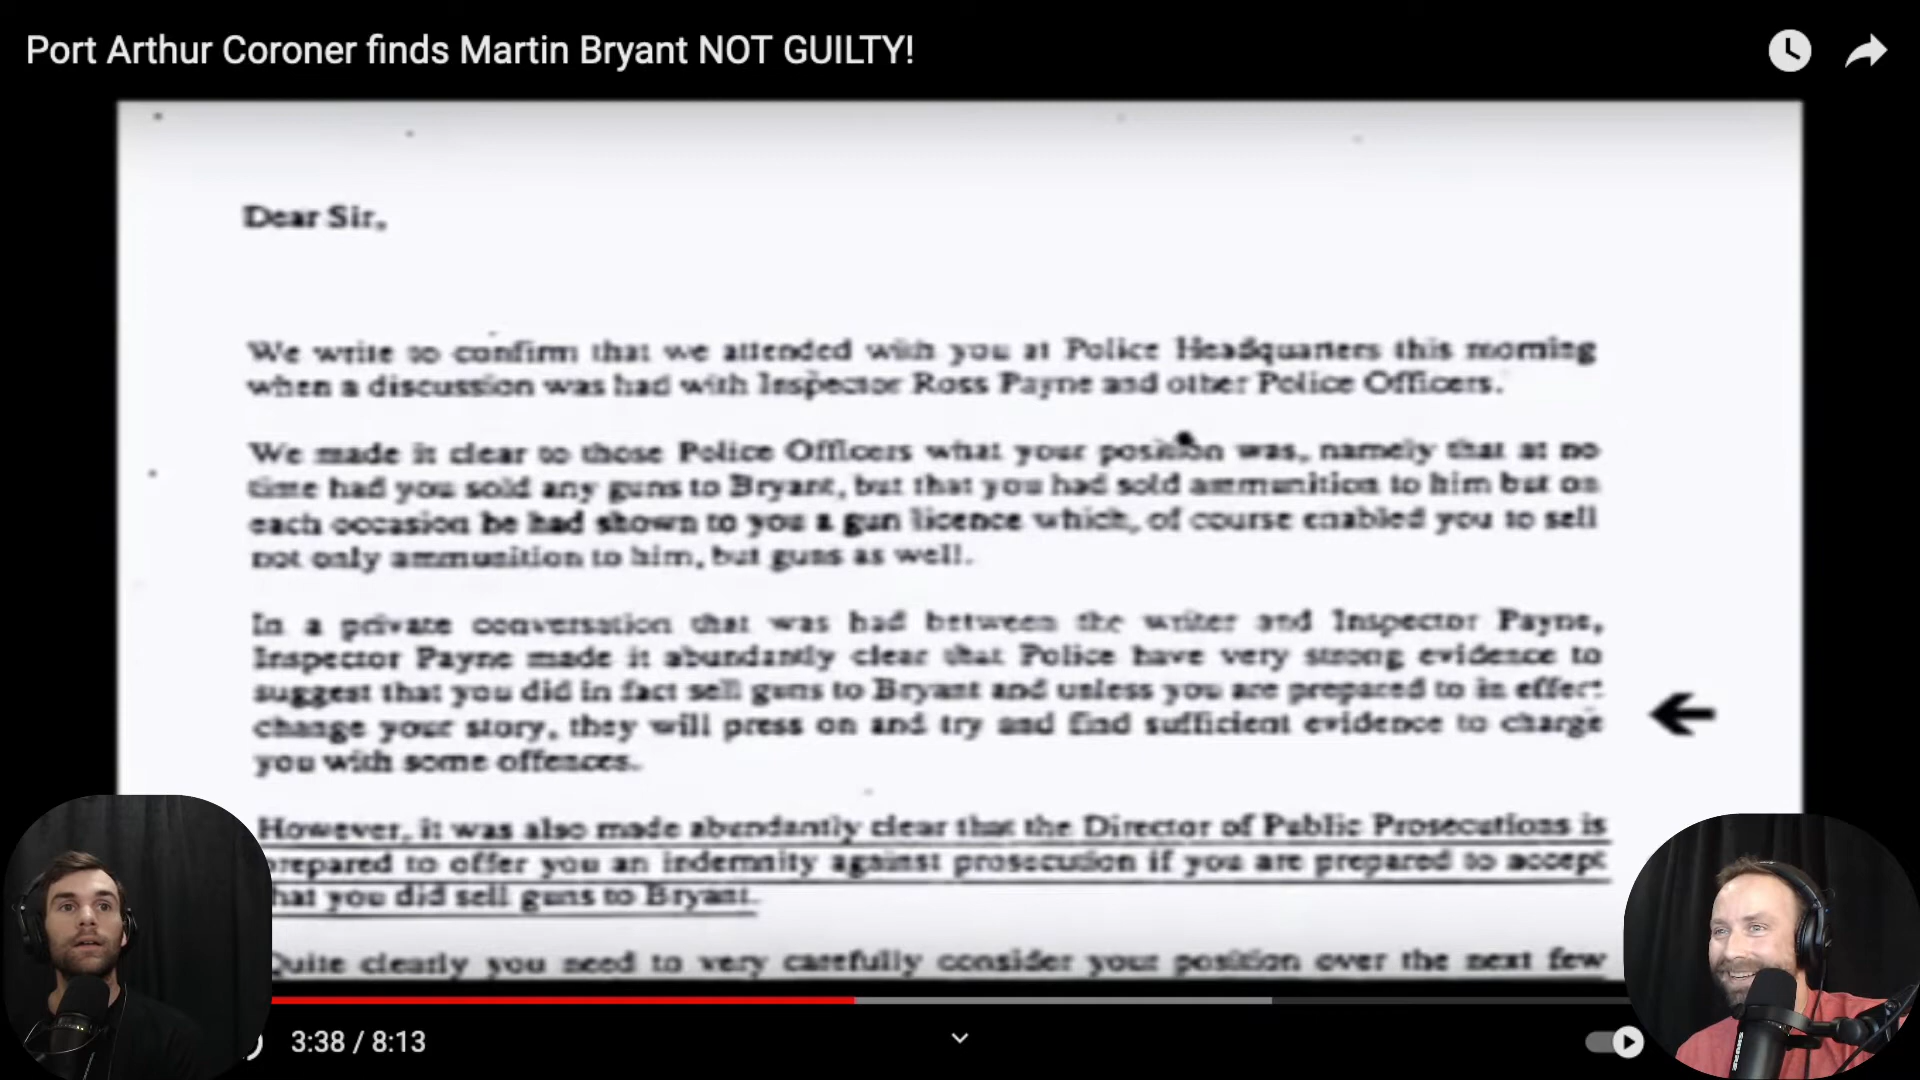 Port Arthur Coroner finds Martin Bryant NOT GUILTY!
Dear Sir,
We write to confirm that we attended with you at Police Headquarters this morning
when a discussion was had with Inspector Ross Payne and other Police Officers.
We made it clear to those Police Officers what your position was, namely that at no
time had you sold any guns to Bryant, but that you had sold ammunition to him but on
each occasion he had shown to you a gun licence which, of course enabled you to sell
not only ammunition to him, but guns as well.
In a private conversation that was had between the writer and Inspector Payne,
Inspector Payne made it abundantly clear that Police have very strong evidence to
suggest that you did in fact sell guns to Bryant and unless you are prepared to in effect
change your story, they will press on and try and find sufficient evidence to charge
you with some offences.
However, it was also made abundantly clear that the Director of Public Prosecutions is
repared to offer you an indemnity against prosecution if you are prepared to accept
hat you did sell guns to Bryant.
Quite clearly you need to very carefully consider your position over the next few
3:38 / 8:13